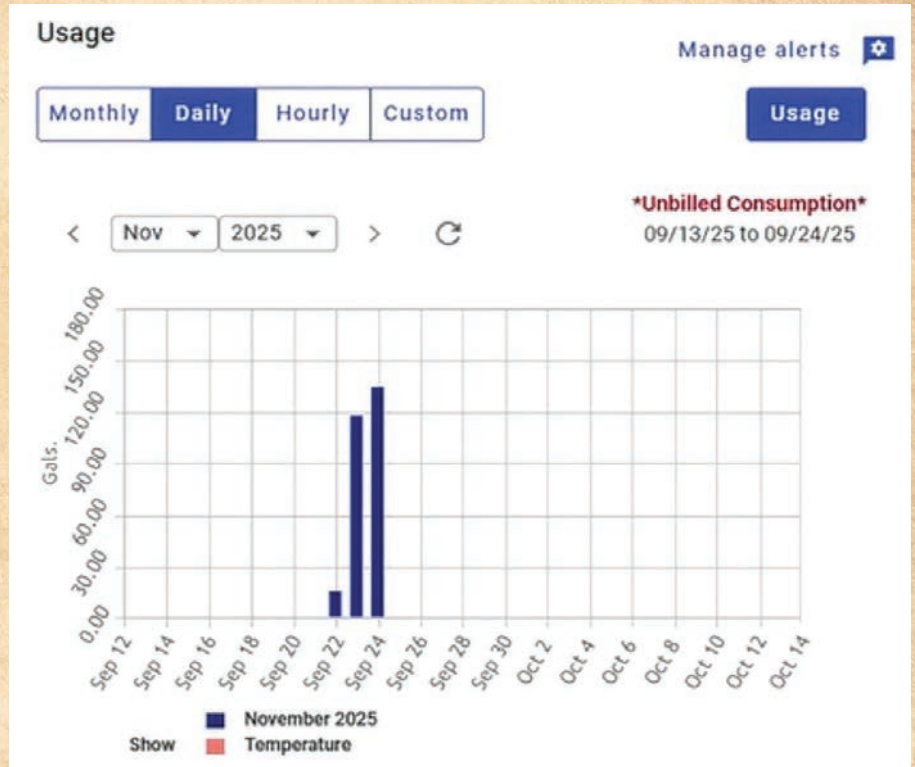 Usage
Manage alerts
Monthly Daily Hourly Custom
Usage
*Unbilled Consumption*
09/13/25 to 09/24/25
< Nov 2025 >
180.00
150.00
120.00
90.00
60.00
30.00
0.00
Gals.
Sep 12 Sep 14 Sep 16 Sep 18 Sep 20 Sep 22 Sep 24 Sep 26 Sep 28 Sep 30 Oct 2 Oct 4 Oct 6 Oct 8 Oct 10 Oct 12 Oct 14
November 2025
Show Temperature